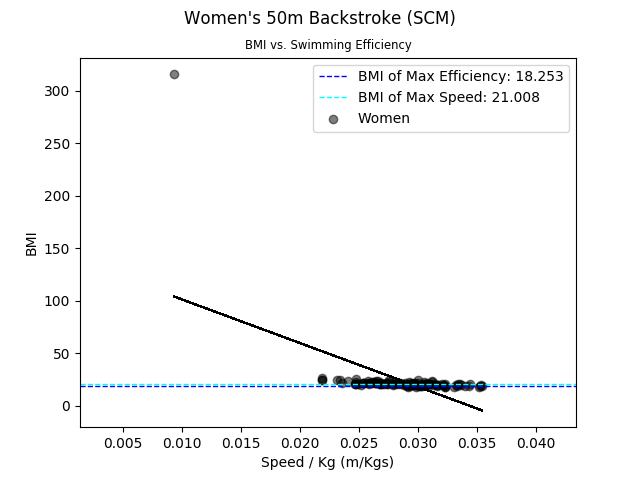 Women's 50m Backstroke (SCM)
BMI vs. Swimming Efficiency
BMI of Max Efficiency: 18.253
BMI of Max Speed: 21.008
Women
300
250
200
150
100
50
0
BMI
0.005 0.010 0.015 0.020 0.025 0.030 0.035 0.040
Speed / Kg (m/Kgs)